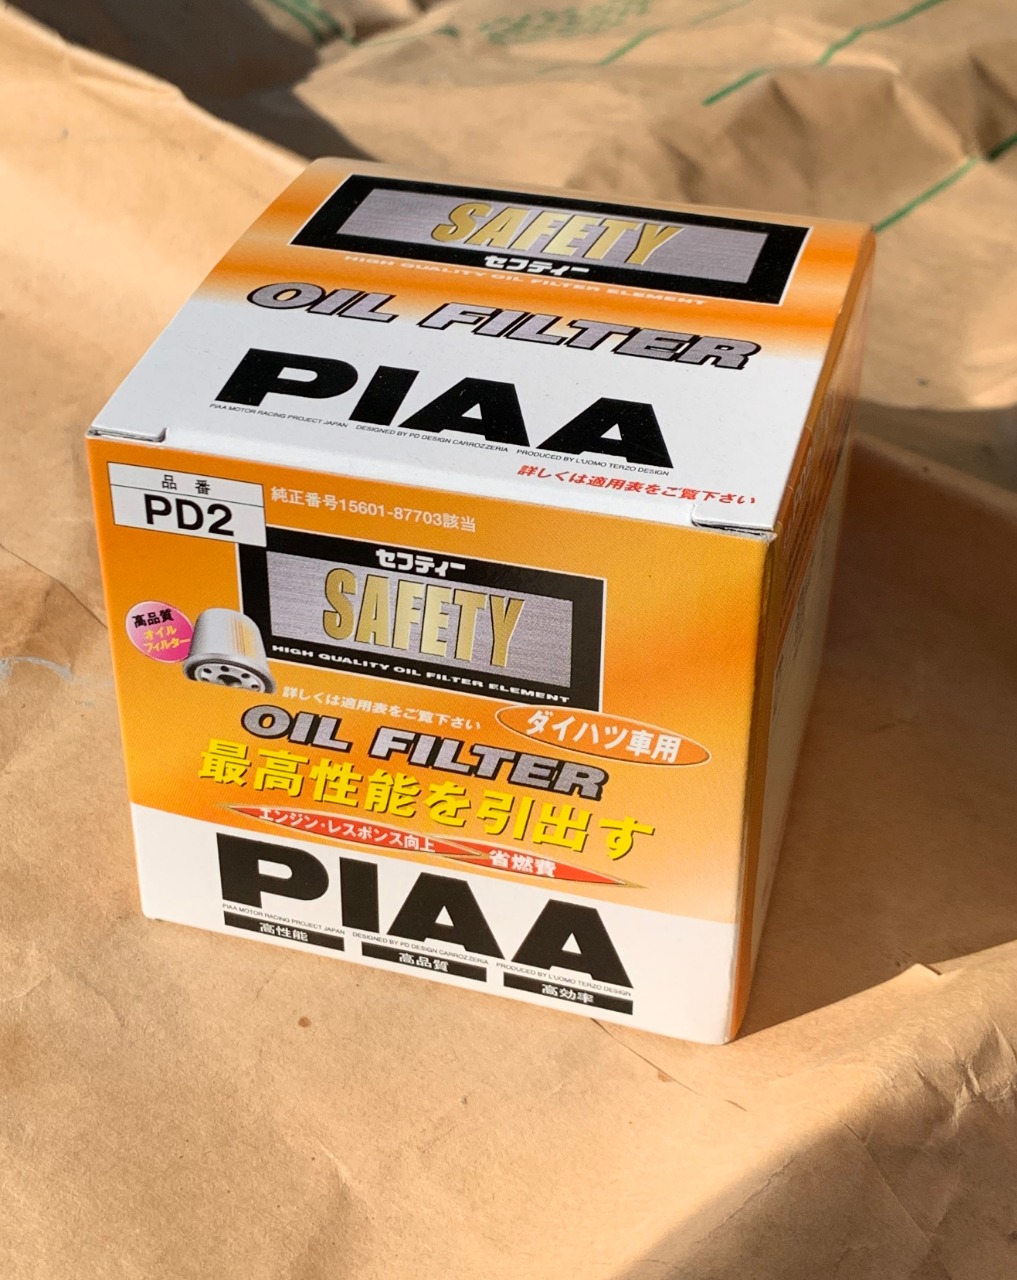 SAFETY
セフティー
HIGH QUALITY OIL FILTER ELEMENT
OIL FILTER
PIAA
PIAA MOTOR RACING PROJECT JAPAN DESIGNED BY PD DESIGN CARROZZERIA PRODUCED BY L'UOMO TERZO DESIGN
詳しくは適用表をご覧下さい
品番
PD2
純正番号15601-87703該当
セフティー
SAFETY
HIGH QUALITY OIL FILTER ELEMENT
高品質
オイル
フィルター
詳しくは適用表をご覧下さい
ダイハツ車用
OIL FILTER
最高性能を引出す
エンジン・レスポンス向上 省燃費
PIAA
PIAA MOTOR RACING PROJECT JAPAN DESIGNED BY PD DESIGN CARROZZERIA PRODUCED BY L'UOMO TERZO DESIGN
高性能 高品質 高効率